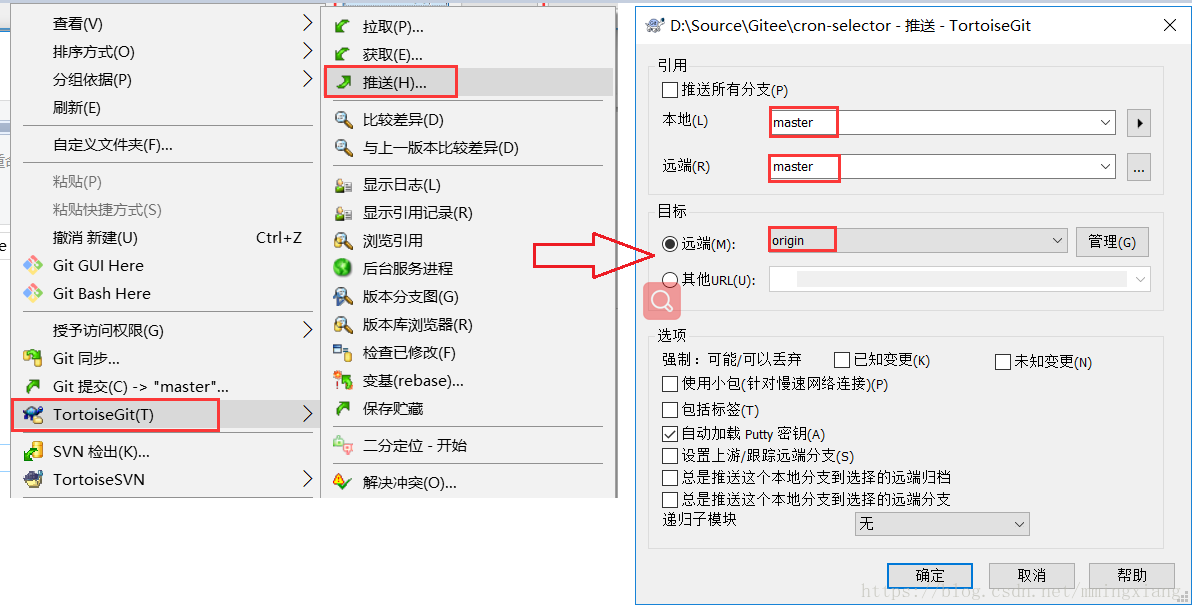 查看(V)
排序方式(O)
分组依据(P)
刷新(E)
自定义文件夹(F)...
粘贴(P)
粘贴快捷方式(S)
撤消 新建(U) Ctrl+Z
Git GUI Here
Git Bash Here
授予访问权限(G)
Git 同步...
Git 提交(C) -> "master"...
TortoiseGit(T)
SVN 检出(K)...
TortoiseSVN
拉取(P)...
获取(E)...
推送(H)...
比较差异(D)
与上一版本比较差异(D)
显示日志(L)
显示引用记录(R)
浏览引用
后台服务进程
版本分支图(G)
版本库浏览器(R)
检查已修改(F)
变基(rebase)...
保存贮藏
二分定位 - 开始
解决冲突(O)...
D:\Source\Gitee\cron-selector - 推送 - TortoiseGit
引用
推送所有分支(P)
本地(L) master
远端(R) master ...
目标
远端(M): origin 管理(G)
其他URL(U):
选项
强制：可能/可以丢弃 已知变更(K) 未知变更(N)
使用小包(针对慢速网络连接)(P)
包括标签(T)
自动加载 Putty 密钥(A)
设置上游/跟踪远端分支(S)
总是推送这个本地分支到选择的远端归档
总是推送这个本地分支到选择的远端分支
递归子模块 无
确定 取消 帮助
https://blog.csdn.net/mmingxiang